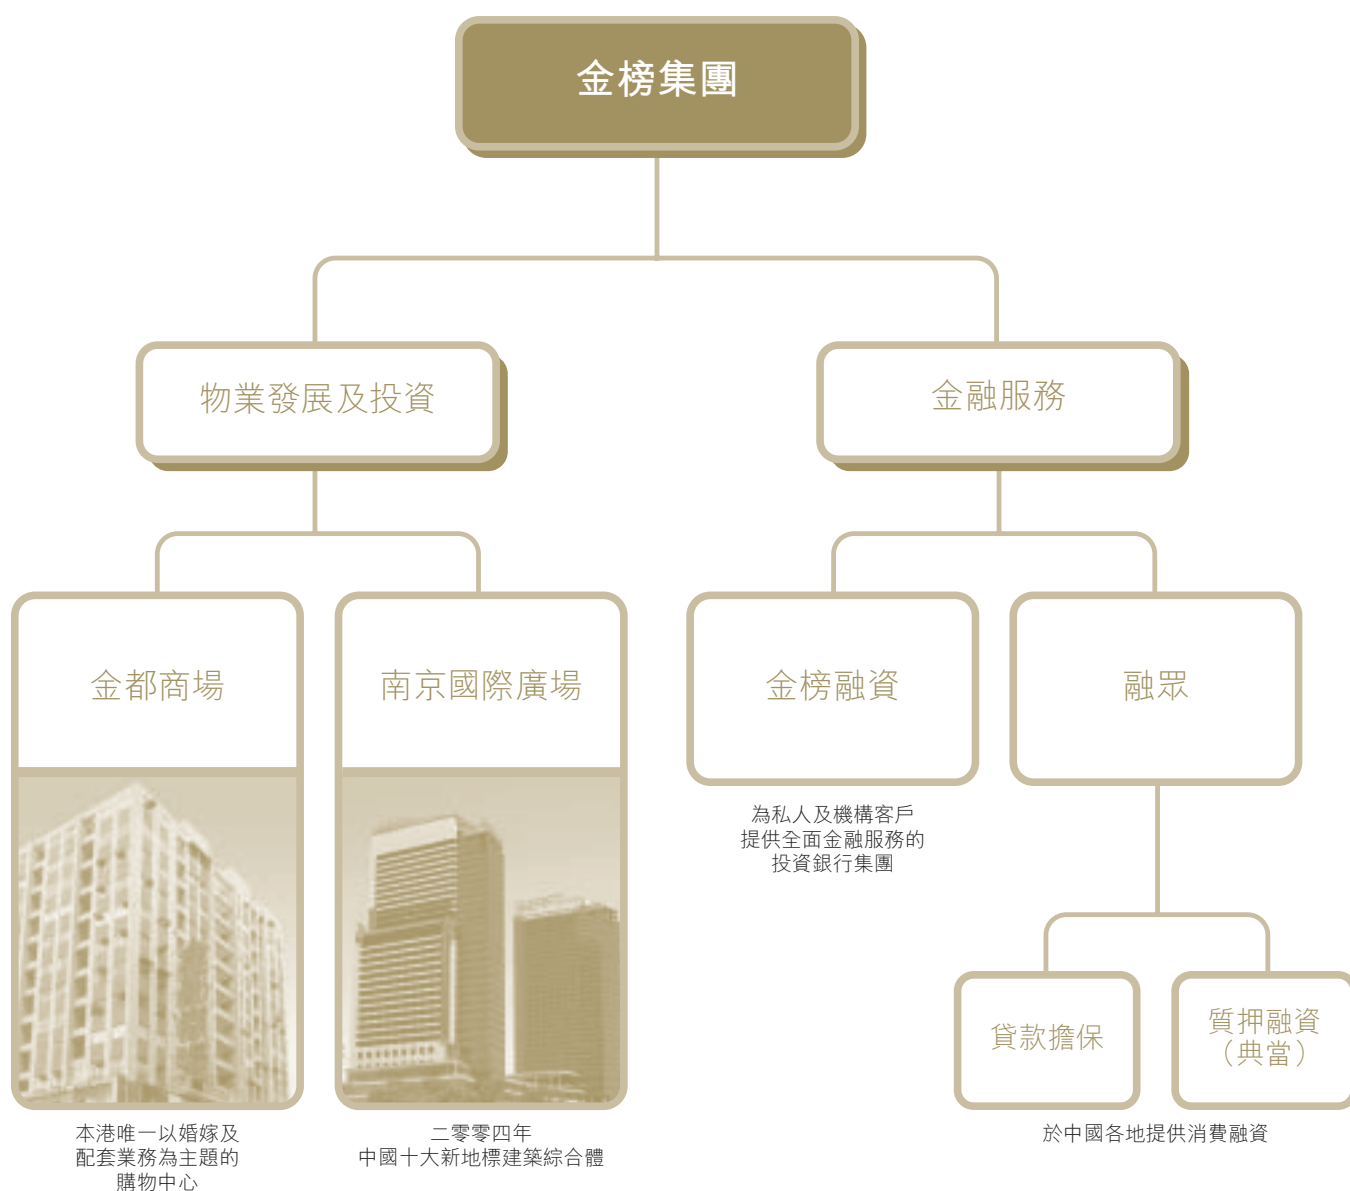 金榜集團
物業發展及投資
金融服務
金都商場
南京國際廣場
金榜融資
融眾
為私人及機構客戶
提供全面金融服務的
投資銀行集團
貸款擔保
質押融資
（典當）
本港唯一以婚嫁及
配套業務為主題的
購物中心
二零零四年
中國十大新地標建築綜合體
於中國各地提供消費融資